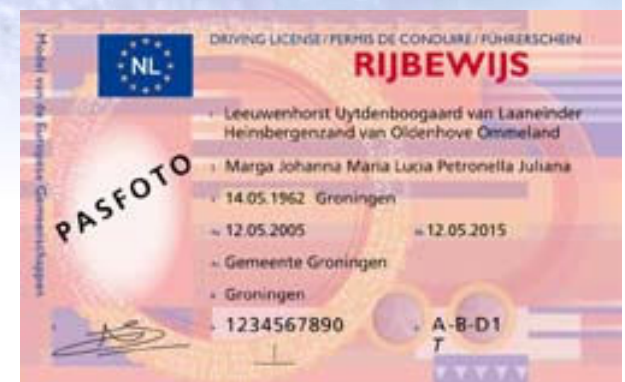 DRIVING LICENSE / PERMIS DE CONDUIRE / FÜHRERSCHEIN
RIJBEWIJS
NL
Model van de Europese Gemeenschappen
PASFOTO
Leeuwenhorst Uytdenboogaard van Laaneinder
Heinsbergenzand van Oldenhove Ommeland
Marga Johanna Maria Lucia Petronella Juliana
14.05.1962 Groningen
12.05.2005 12.05.2015
Gemeente Groningen
Groningen
1234567890 A-B-D1
T